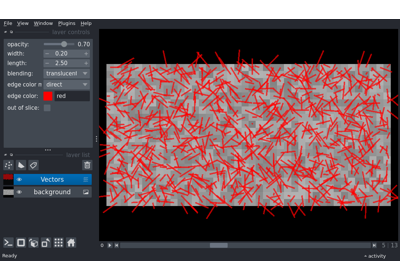 File View Window Plugins Help
layer controls
opacity: 0.70
width: 0.20
length: 2.50
blending: translucent
edge color m direct
edge color: red
out of slice:
layer list
Vectors
background
0
5 13
Ready
activity